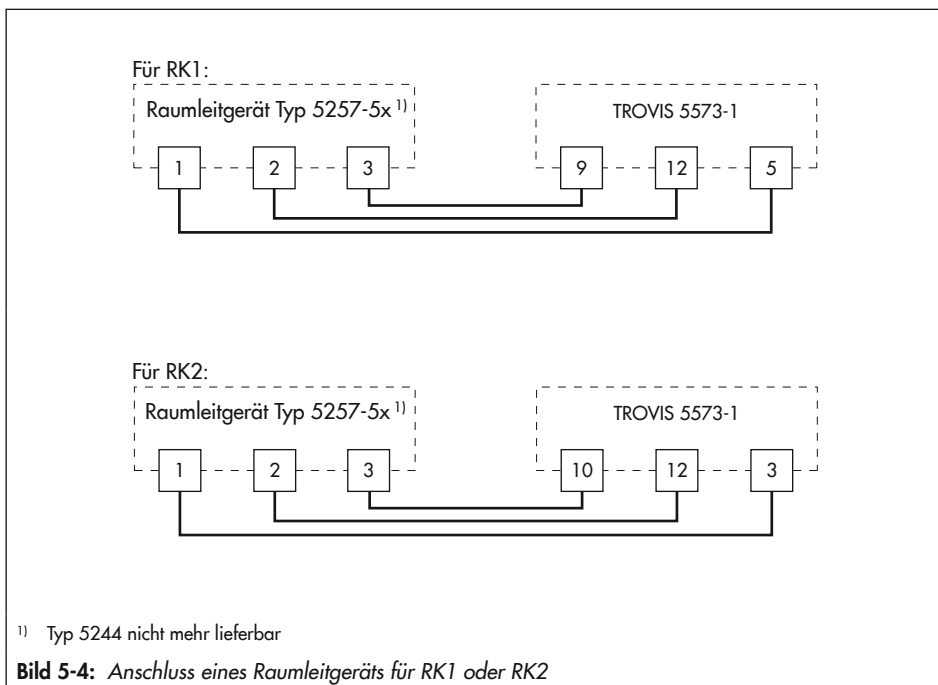 Für RK1:
Raumleitgerät Typ 5257-5x 1) TROVIS 5573-1
1 2 3 9 12 5
Für RK2:
Raumleitgerät Typ 5257-5x 1) TROVIS 5573-1
1 2 3 10 12 3
1) Typ 5244 nicht mehr lieferbar
Bild 5-4: Anschluss eines Raumleitgeräts für RK1 oder RK2